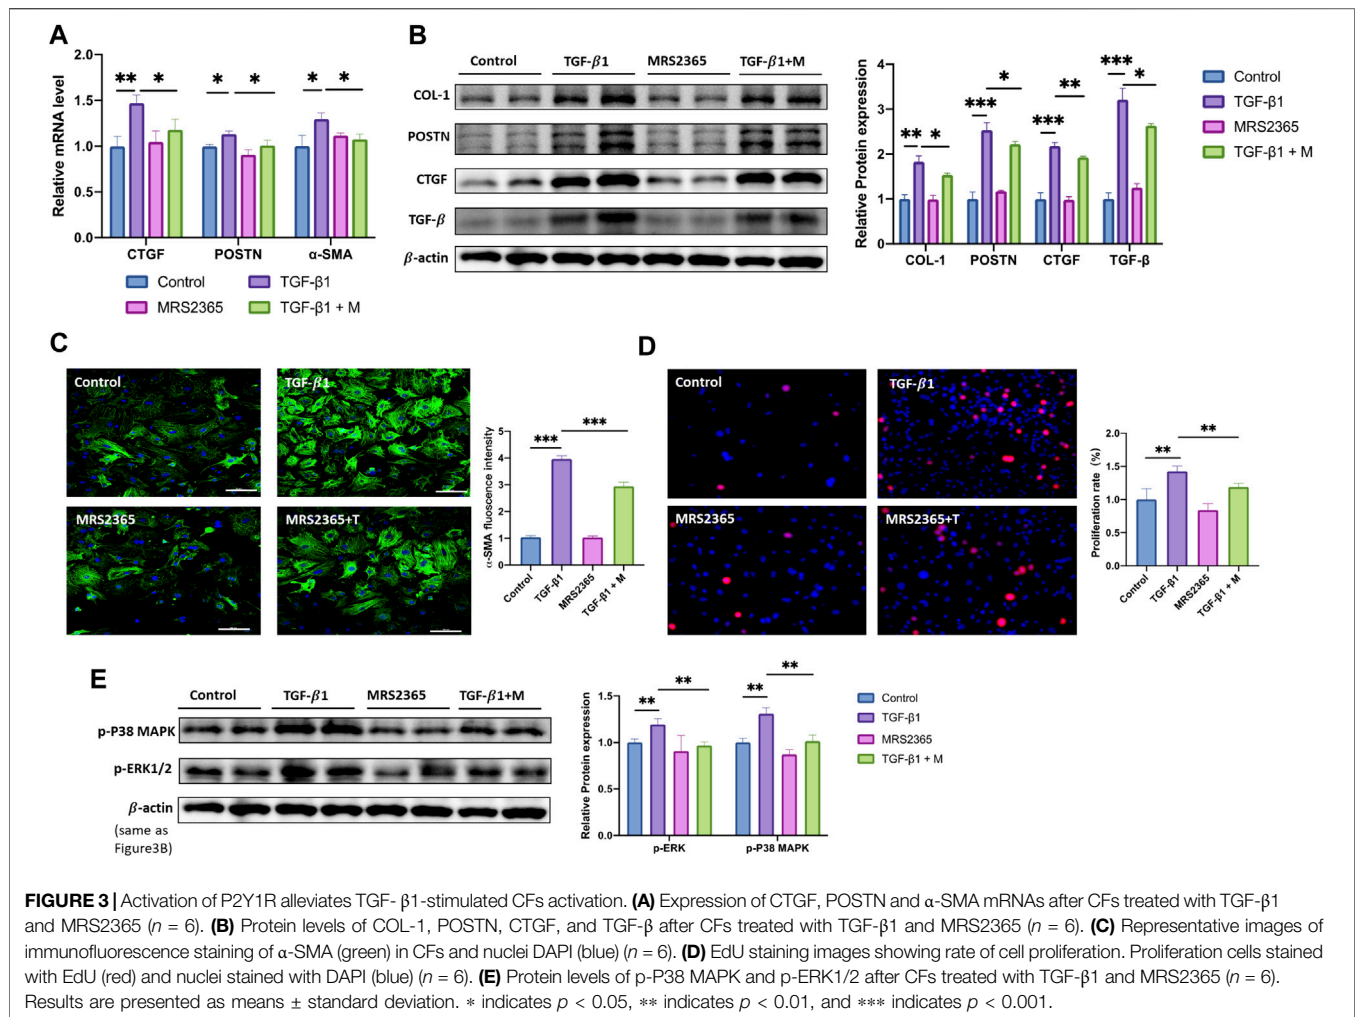 A
2.0
1.5
1.0
0.5
0.0
Relative mRNA level
** * * * * *
CTGF POSTN α-SMA
Control TGF-β1
MRS2365 TGF-β1 + M
B
Control TGF-β1 MRS2365 TGF-β1+M
COL-1
POSTN
CTGF
TGF-β
β-actin
Relative Protein expression
4
3
2
1
0
** * *** * *** ** *** *
COL-1 POSTN CTGF TGF-β
Control
TGF-β1
MRS2365
TGF-β1 + M
C
Control TGF-β1
MRS2365 MRS2365+T
α-SMA fluofescence intensity
5
4
3
2
1
0
*** ***
Control TGF-β1 MRS2365 TGF-β1 + M
D
Control TGF-β1
MRS2365 MRS2365+T
Proliferation rate (%)
2.0
1.5
1.0
0.5
0.0
** **
Control TGF-β1 MRS2365 TGF-β1 + M
E
Control TGF-β1 MRS2365 TGF-β1+M
p-P38 MAPK
p-ERK1/2
β-actin
(same as
Figure3B)
Relative Protein expression
1.5
1.0
0.5
0.0
** ** ** **
p-ERK p-P38 MAPK
Control
TGF-β1
MRS2365
TGF-β1 + M
FIGURE 3 | Activation of P2Y1R alleviates TGF- β1-stimulated CFs activation. (A) Expression of CTGF, POSTN and α-SMA mRNAs after CFs treated with TGF-β1
and MRS2365 (n = 6). (B) Protein levels of COL-1, POSTN, CTGF, and TGF-β after CFs treated with TGF-β1 and MRS2365 (n = 6). (C) Representative images of
immunofluorescence staining of α-SMA (green) in CFs and nuclei DAPI (blue) (n = 6). (D) EdU staining images showing rate of cell proliferation. Proliferation cells stained
with EdU (red) and nuclei stained with DAPI (blue) (n = 6). (E) Protein levels of p-P38 MAPK and p-ERK1/2 after CFs treated with TGF-β1 and MRS2365 (n = 6).
Results are presented as means ± standard deviation. * indicates p < 0.05, ** indicates p < 0.01, and *** indicates p < 0.001.